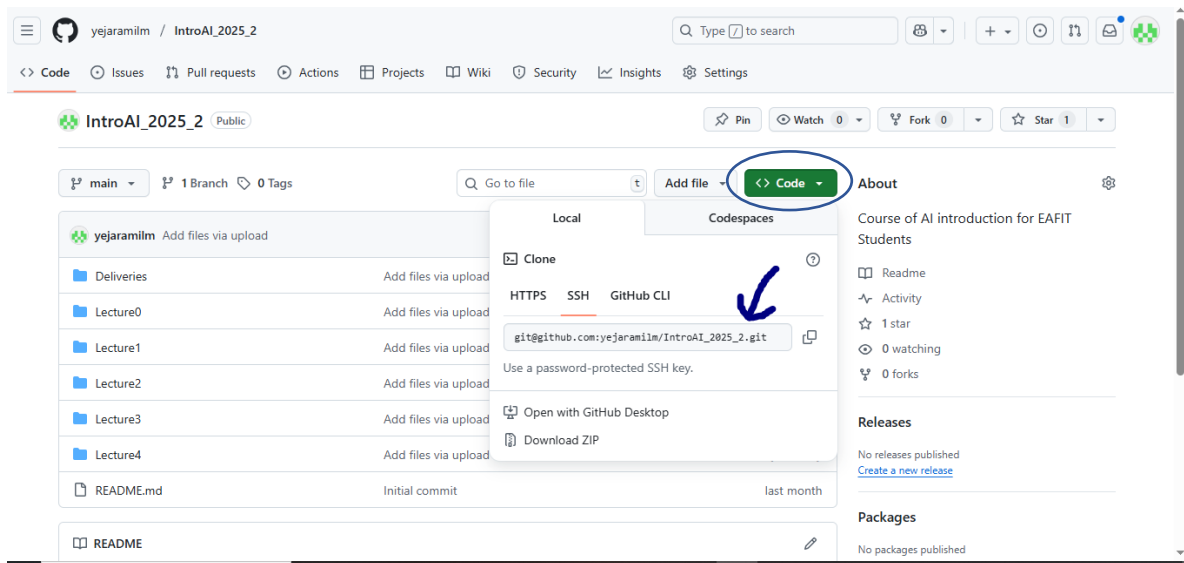 yejaramilm / IntroAI_2025_2
Type / to search
<> Code Issues Pull requests Actions Projects Wiki Security Insights Settings
IntroAI_2025_2 Public
Pin Watch 0 Fork 0 Star 1
main 1 Branch 0 Tags
Go to file t Add file <> Code
yejaramilm Add files via upload
Deliveries Add files via upload
Lecture0 Add files via upload
Lecture1 Add files via upload
Lecture2 Add files via upload
Lecture3 Add files via upload
Lecture4 Add files via upload
README.md Initial commit last month
README
Local Codespaces
Clone
HTTPS SSH GitHub CLI
git@github.com:yejaramilm/IntroAI_2025_2.git
Use a password-protected SSH key.
Open with GitHub Desktop
Download ZIP
About
Course of AI introduction for EAFIT
Students
Readme
Activity
1 star
0 watching
0 forks
Releases
No releases published
Create a new release
Packages
No packages published